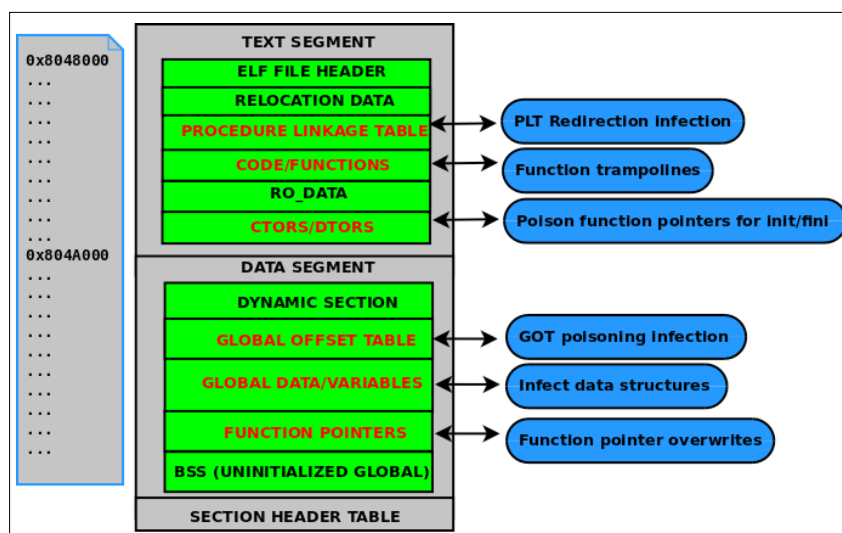 0x8048000
...
...
...
...
...
...
...
...
...
0x804A000
...
...
...
...
...
...
...
...
...
...
TEXT SEGMENT
ELF FILE HEADER
RELOCATION DATA
PROCEDURE LINKAGE TABLE
CODE/FUNCTIONS
RO_DATA
CTORS/DTORS
DATA SEGMENT
DYNAMIC SECTION
GLOBAL OFFSET TABLE
GLOBAL DATA/VARIABLES
FUNCTION POINTERS
BSS (UNINITIALIZED GLOBAL)
SECTION HEADER TABLE
PLT Redirection infection
Function trampolines
Poison function pointers for init/fini
GOT poisoning infection
Infect data structures
Function pointer overwrites